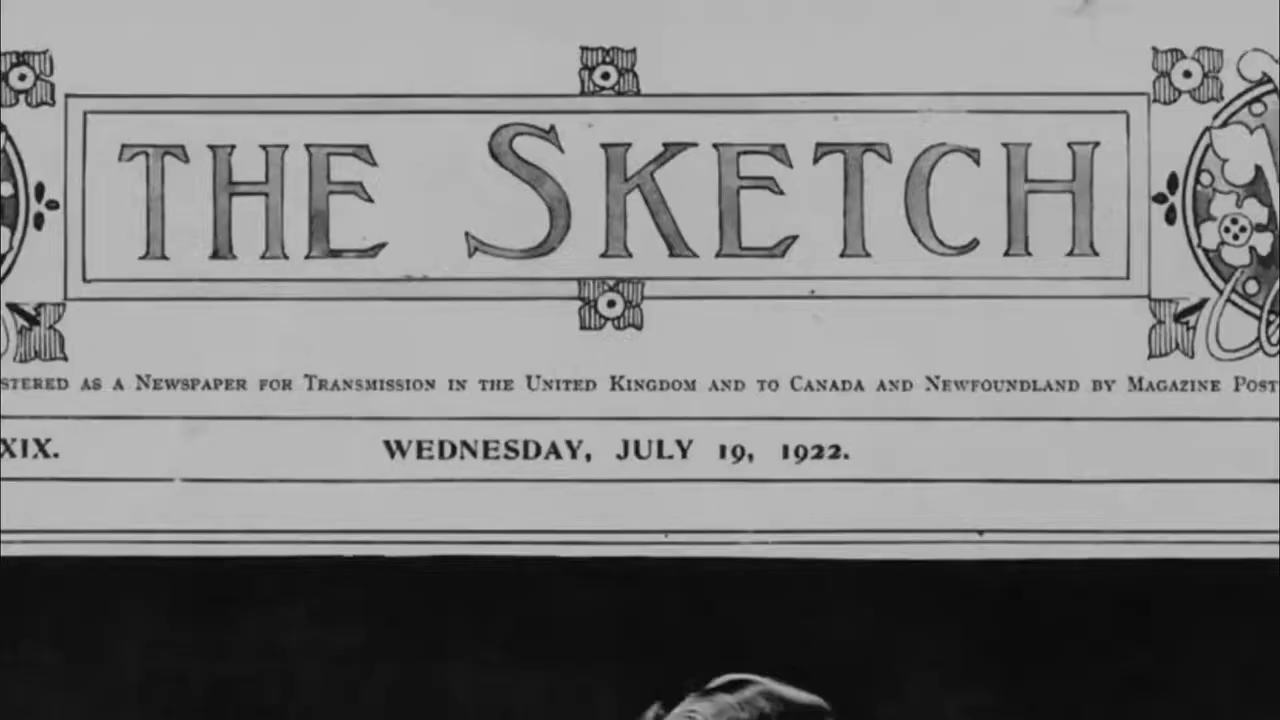 THE SKETCH
STERED AS A NEWSPAPER FOR TRANSMISSION IN THE UNITED KINGDOM AND TO CANADA AND NEWFOUNDLAND BY MAGAZINE POST
XIX. WEDNESDAY, JULY 19, 1922.